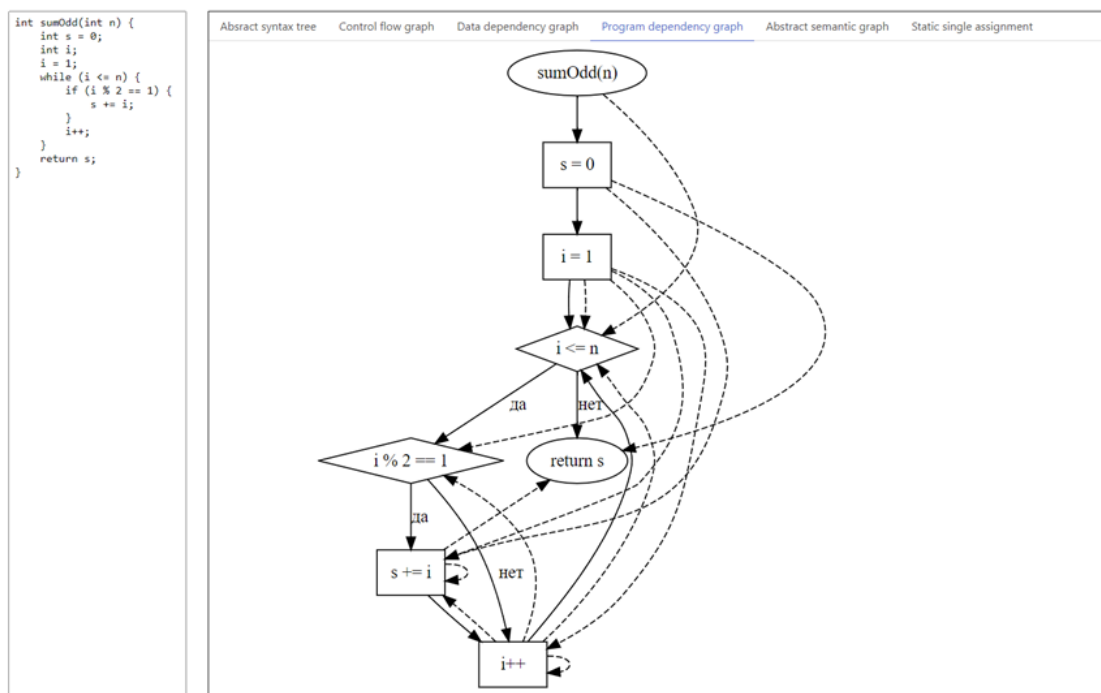 int sumOdd(int n) {
    int s = 0;
    int i;
    i = 1;
    while (i <= n) {
        if (i % 2 == 1) {
            s += i;
        }
        i++;
    }
    return s;
}
Absract syntax tree Control flow graph Data dependency graph Program dependency graph Abstract semantic graph Static single assignment
sumOdd(n)
s = 0
i = 1
i <= n
да
нет
i % 2 == 1
return s
да
s += i
нет
i++